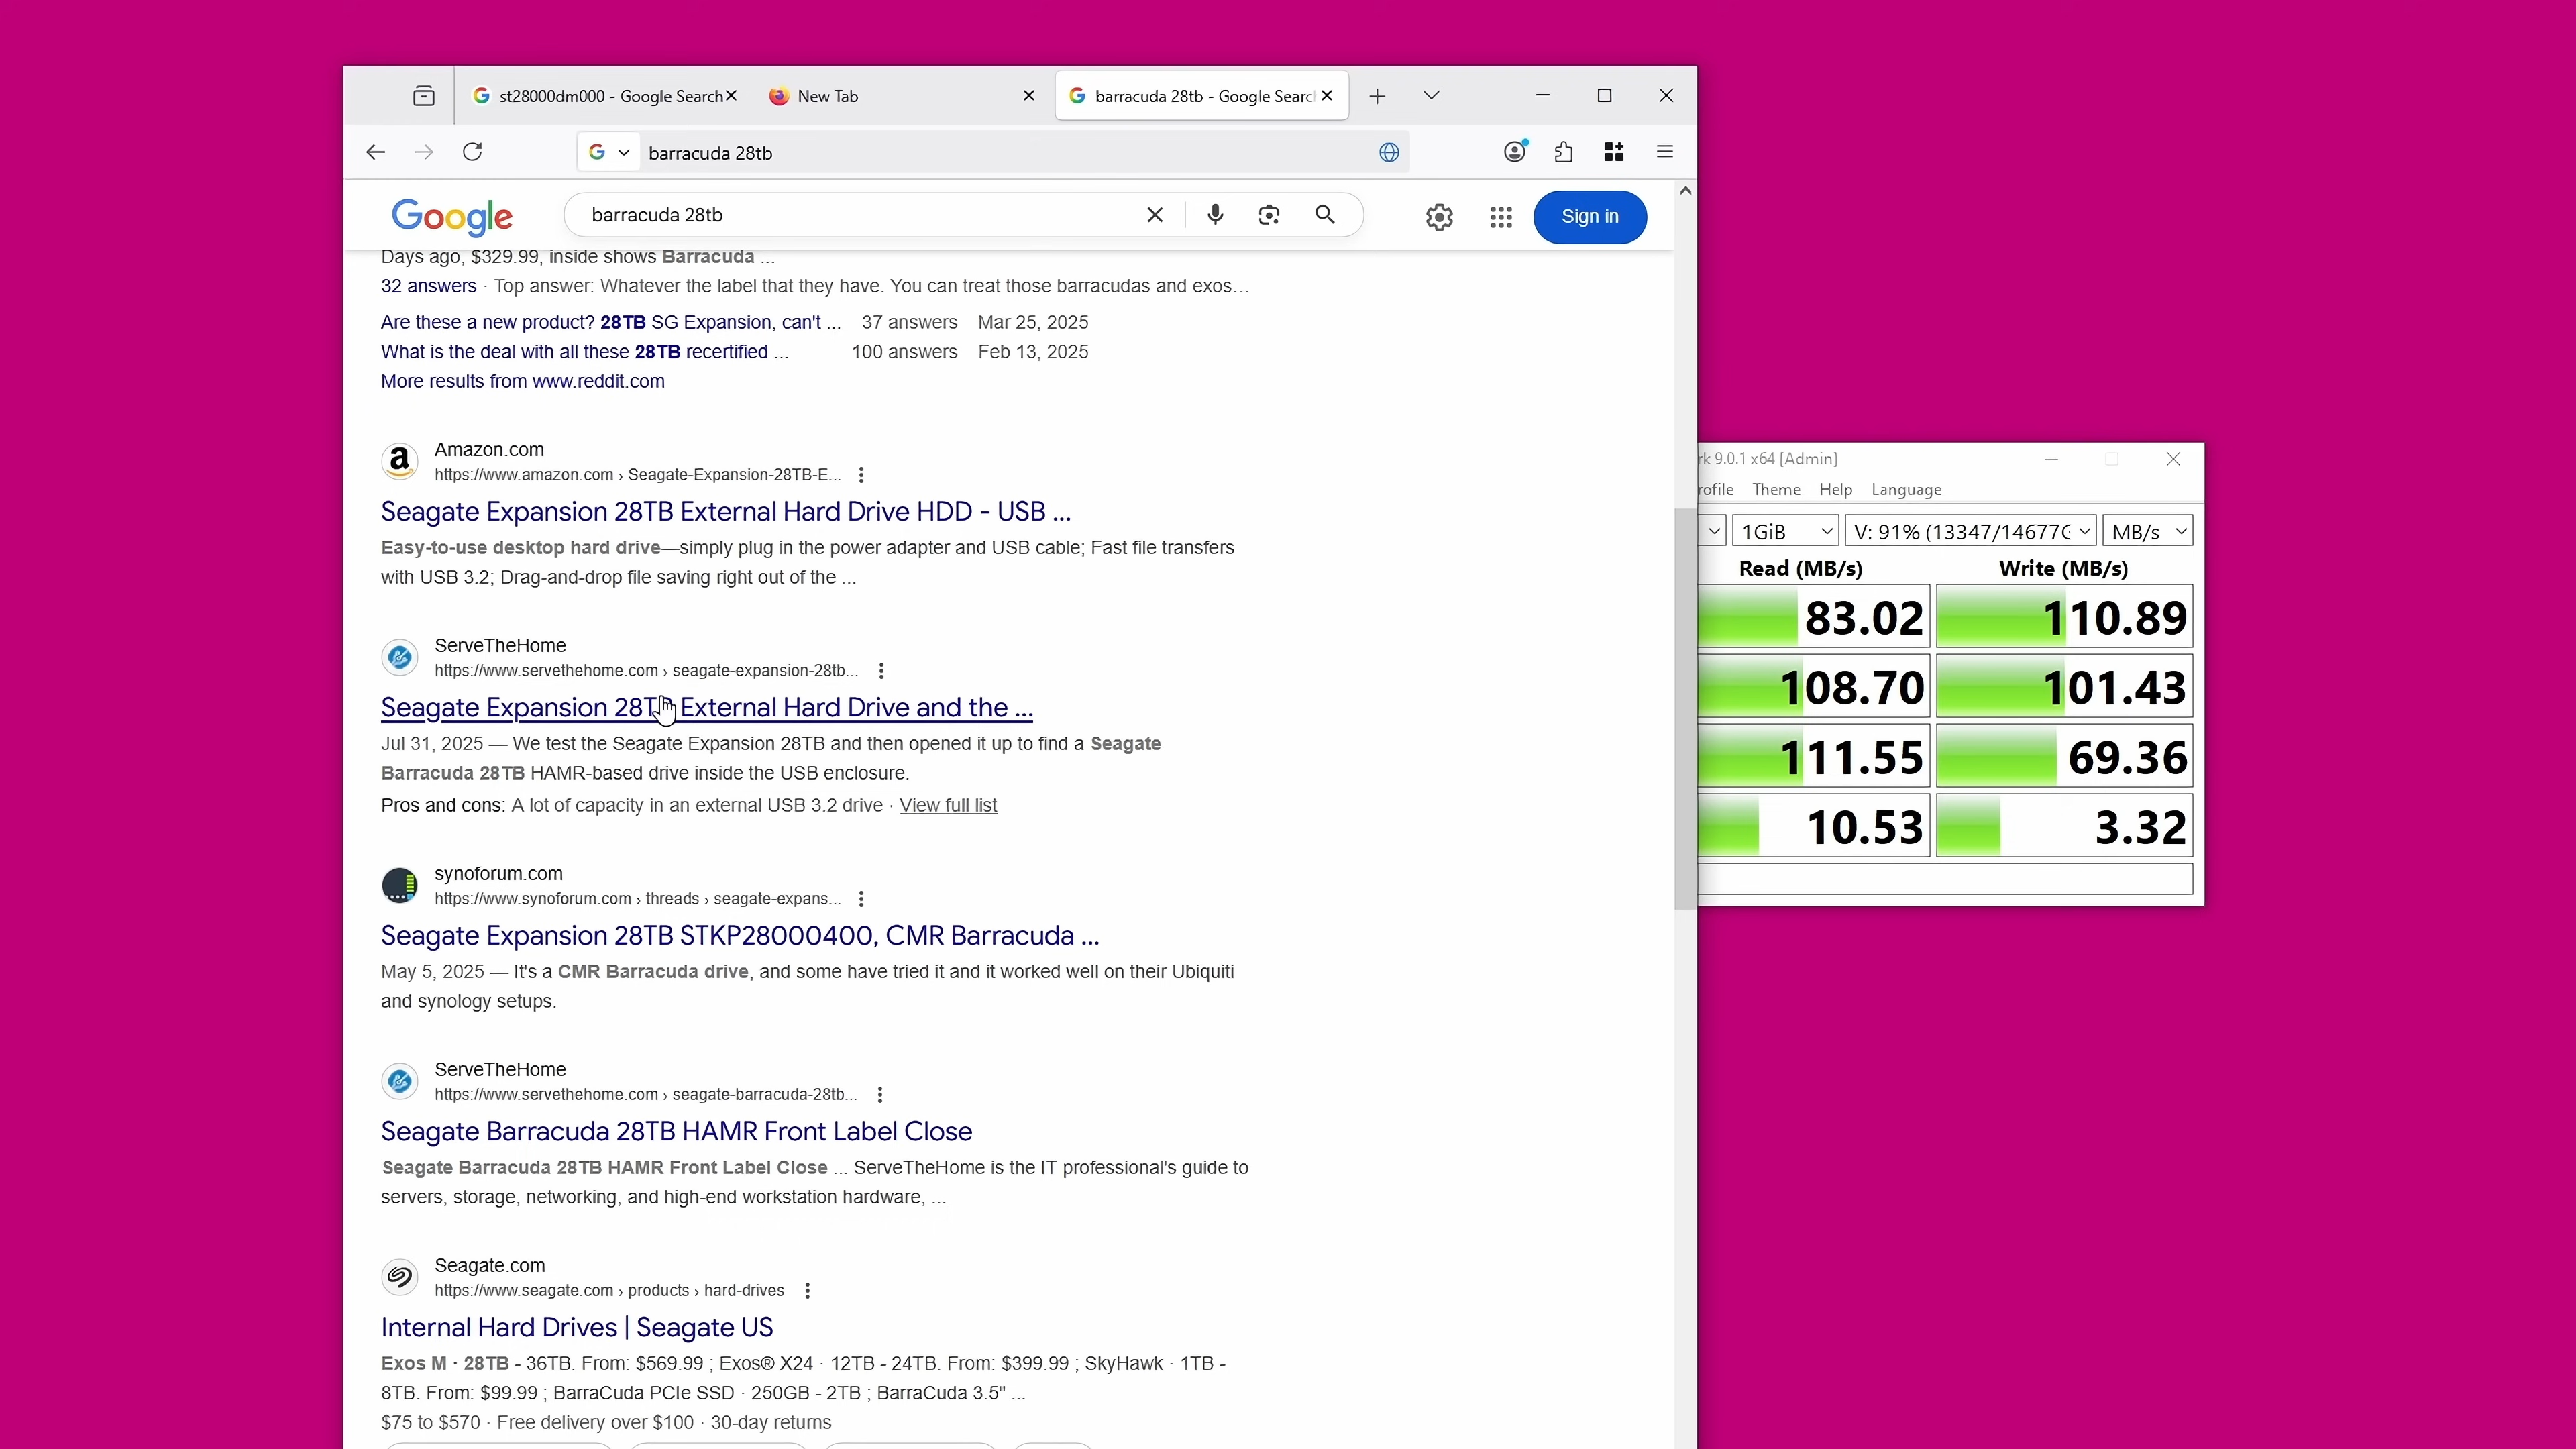 st28000dm000 - Google Search
New Tab
barracuda 28tb - Google Searc
barracuda 28tb
Google
barracuda 28tb
Sign in
Days ago, $329.99, inside shows Barracuda ...
32 answers · Top answer: Whatever the label that they have. You can treat those barracudas and exos...
Are these a new product? 28TB SG Expansion, can't ... 37 answers Mar 25, 2025
What is the deal with all these 28TB recertified ... 100 answers Feb 13, 2025
More results from www.reddit.com
Amazon.com
https://www.amazon.com › Seagate-Expansion-28TB-E...
Seagate Expansion 28TB External Hard Drive HDD - USB ...
Easy-to-use desktop hard drive—simply plug in the power adapter and USB cable; Fast file transfers
with USB 3.2; Drag-and-drop file saving right out of the ...
ServeTheHome
https://www.servethehome.com › seagate-expansion-28tb...
Seagate Expansion 28TB External Hard Drive and the ...
Jul 31, 2025 — We test the Seagate Expansion 28TB and then opened it up to find a Seagate
Barracuda 28TB HAMR-based drive inside the USB enclosure.
Pros and cons: A lot of capacity in an external USB 3.2 drive · View full list
synoforum.com
https://www.synoforum.com › threads › seagate-expans...
Seagate Expansion 28TB STKP28000400, CMR Barracuda ...
May 5, 2025 — It's a CMR Barracuda drive, and some have tried it and it worked well on their Ubiquiti
and synology setups.
ServeTheHome
https://www.servethehome.com › seagate-barracuda-28tb...
Seagate Barracuda 28TB HAMR Front Label Close
Seagate Barracuda 28TB HAMR Front Label Close ... ServeTheHome is the IT professional's guide to
servers, storage, networking, and high-end workstation hardware, ...
Seagate.com
https://www.seagate.com › products › hard-drives
Internal Hard Drives | Seagate US
Exos M · 28TB - 36TB. From: $569.99 ; Exos® X24 · 12TB - 24TB. From: $399.99 ; SkyHawk · 1TB -
8TB. From: $99.99 ; BarraCuda PCIe SSD · 250GB - 2TB ; BarraCuda 3.5" ...
$75 to $570 · Free delivery over $100 · 30-day returns
rk 9.0.1 x64 [Admin]
rofile Theme Help Language
1GiB V: 91% (13347/14677G MB/s
Read (MB/s) Write (MB/s)
83.02 110.89
108.70 101.43
111.55 69.36
10.53 3.32